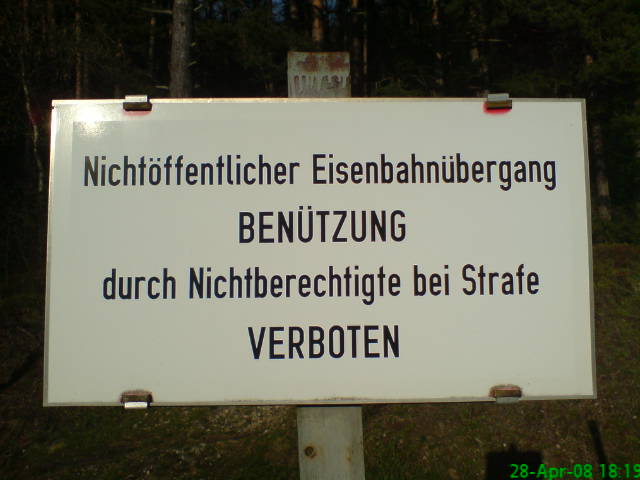 Nichtöffentlicher Eisenbahnübergang
BENÜTZUNG
durch Nichtberechtigte bei Strafe
VERBOTEN
28-Apr-08 18:19